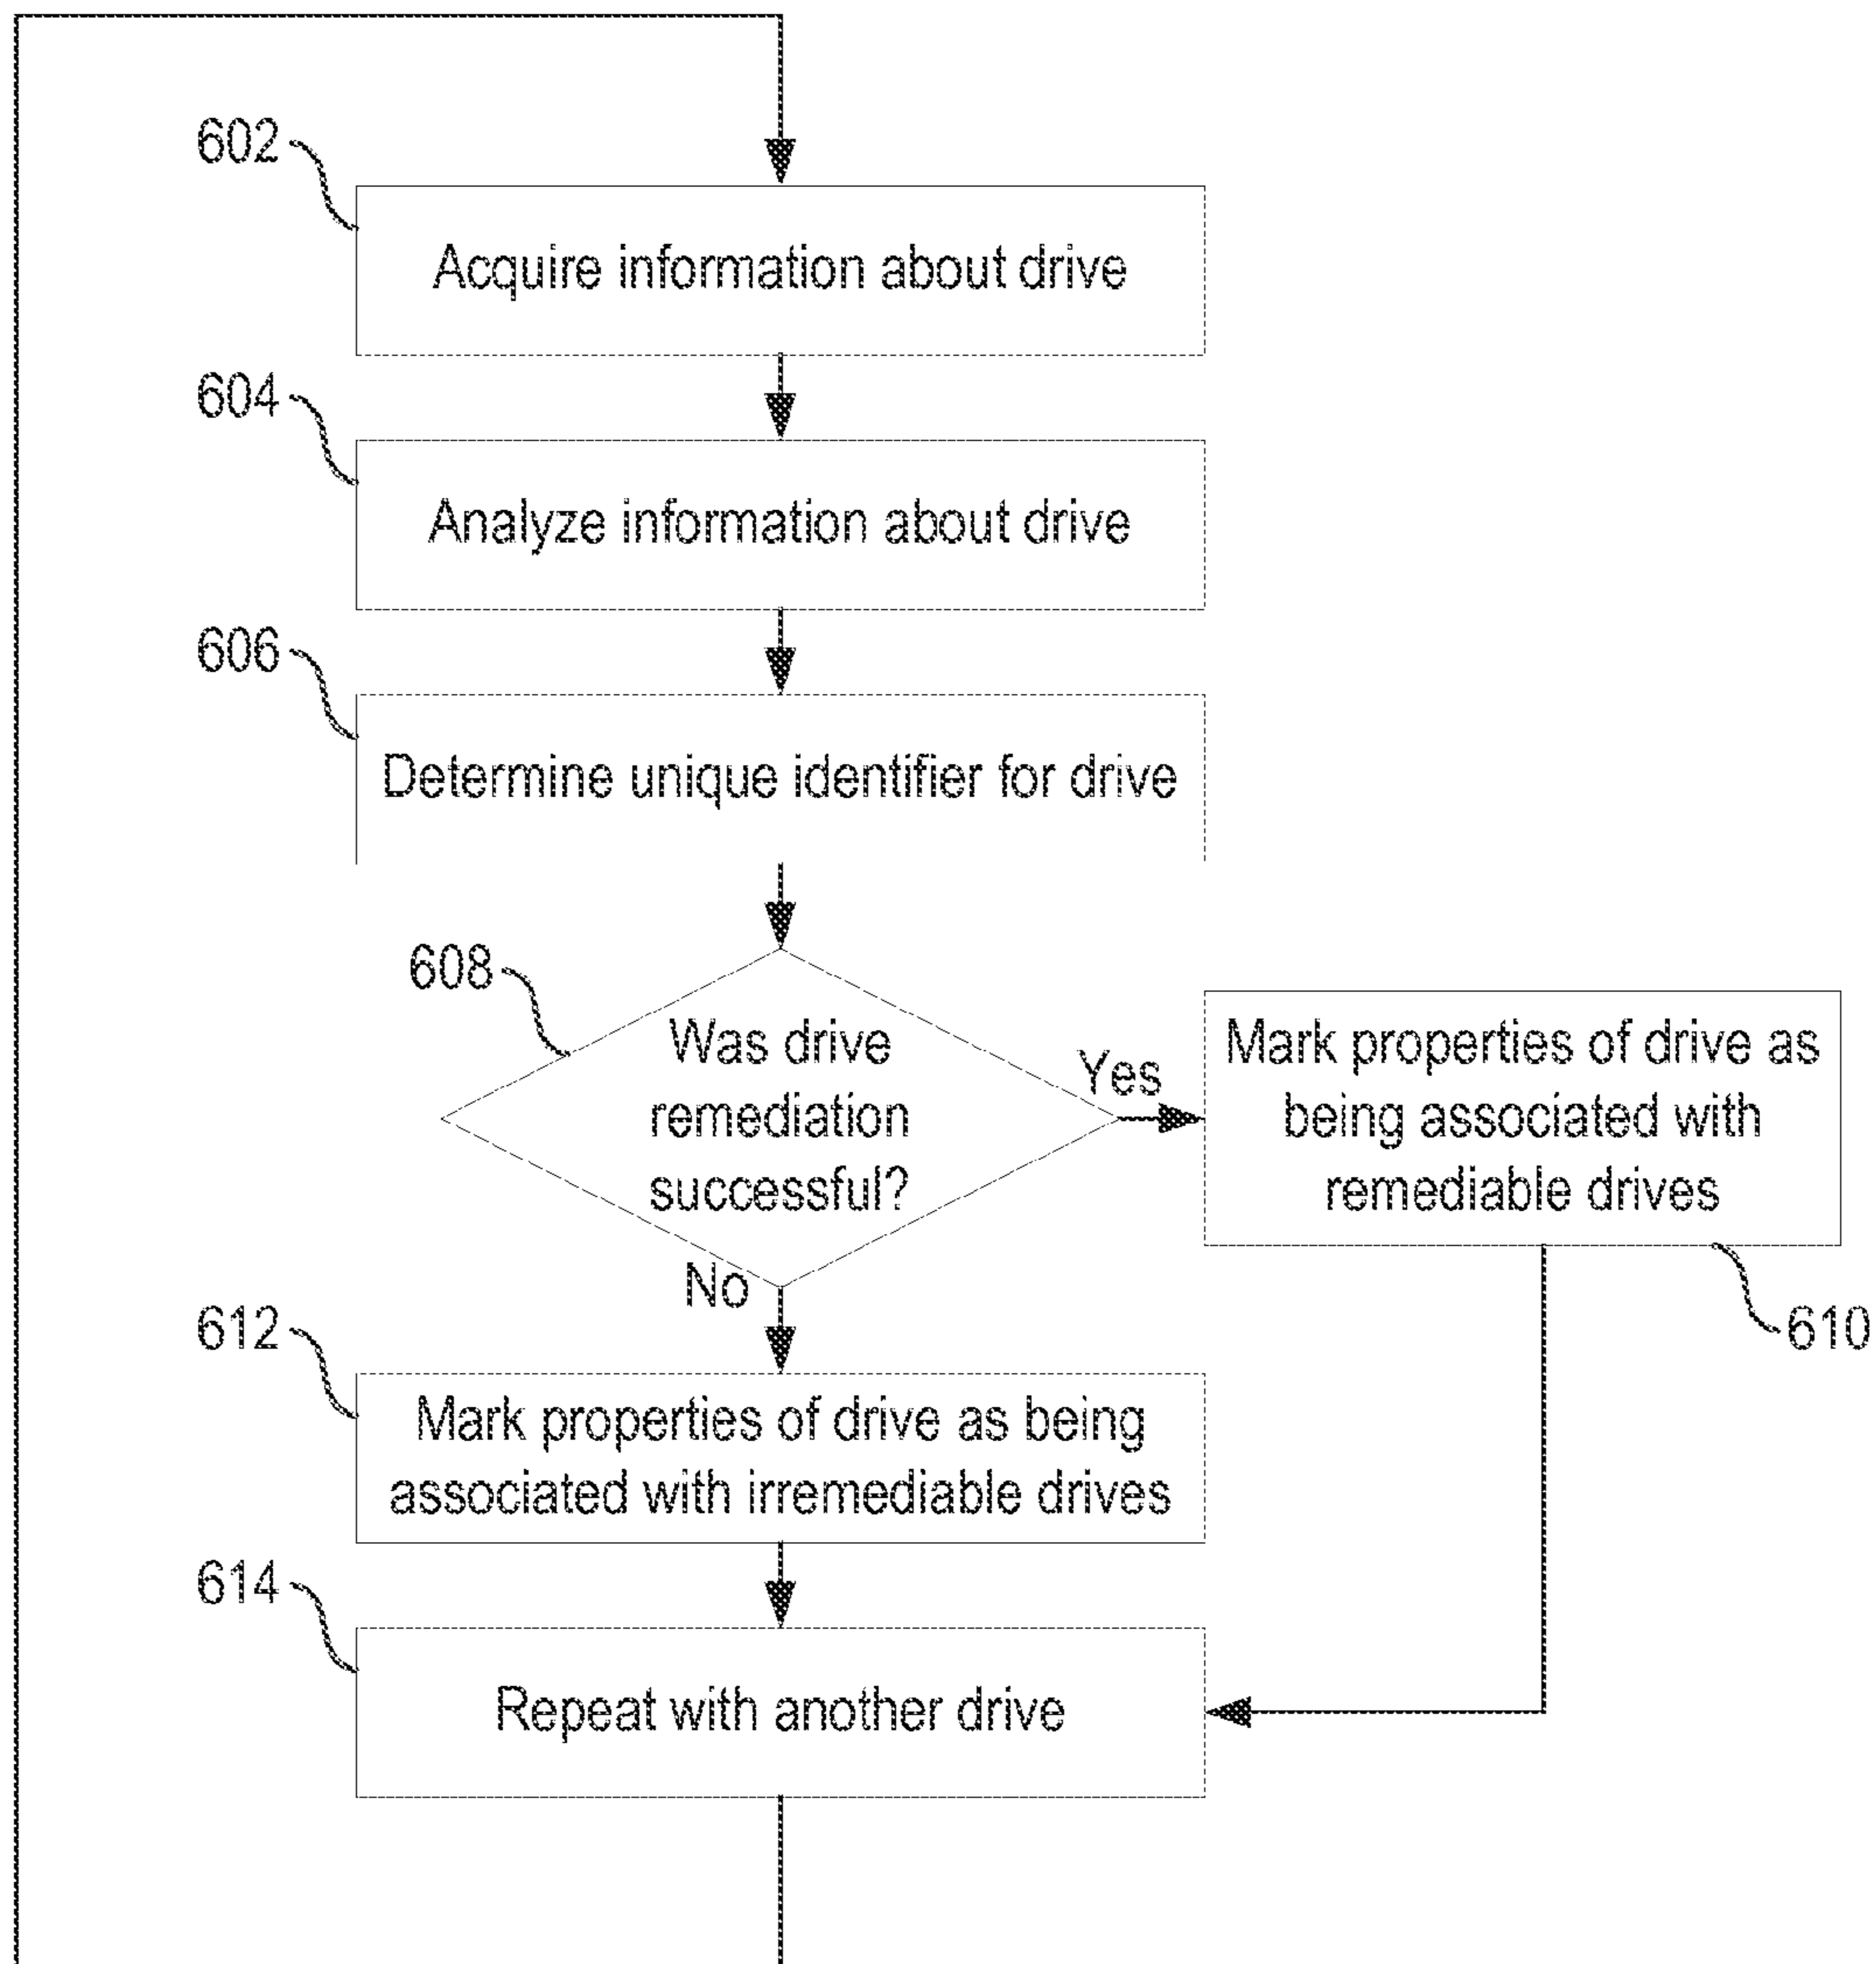 602
Acquire information about drive
604
Analyze information about drive
606
Determine unique identifier for drive
608
Was drive
remediation
successful?
Yes
Mark properties of drive as
being associated with
remediable drives
610
No
612
Mark properties of drive as being
associated with irremediable drives
614
Repeat with another drive